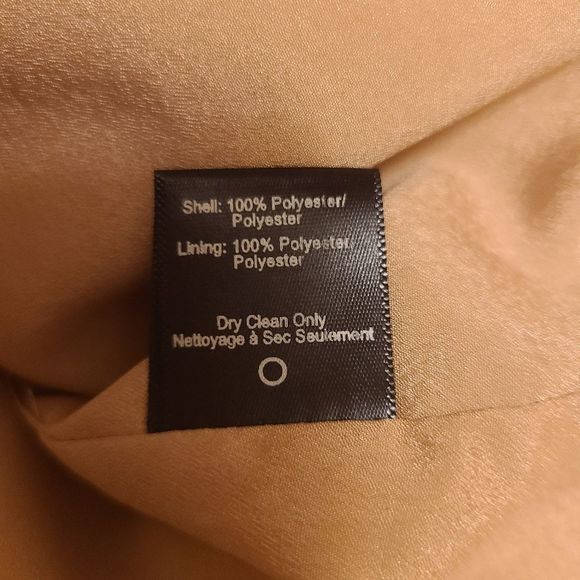 Shell: 100% Polyester/
Polyester
Lining: 100% Polyester/
Polyester
Dry Clean Only
Nettoyage à Sec Seulement